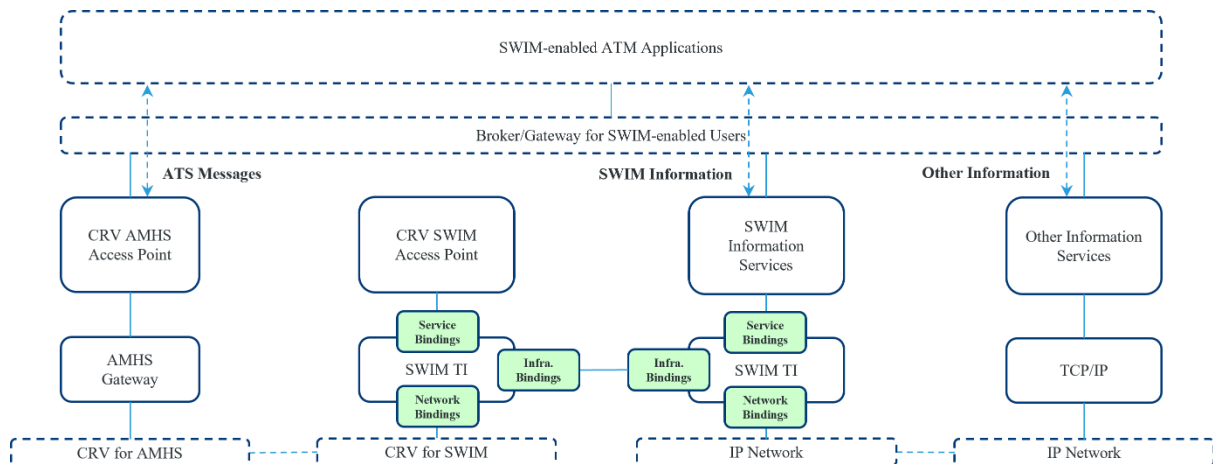 SWIM-enabled ATM Applications
Broker/Gateway for SWIM-enabled Users
ATS Messages
SWIM Information
Other Information
CRV AMHS
Access Point
CRV SWIM
Access Point
SWIM
Information
Services
Other Information
Services
Service
Bindings
Service
Bindings
AMHS
Gateway
SWIM TI
Infra.
Bindings
Infra.
Bindings
SWIM TI
TCP/IP
Network
Bindings
Network
Bindings
CRV for AMHS
CRV for SWIM
IP Network
IP Network